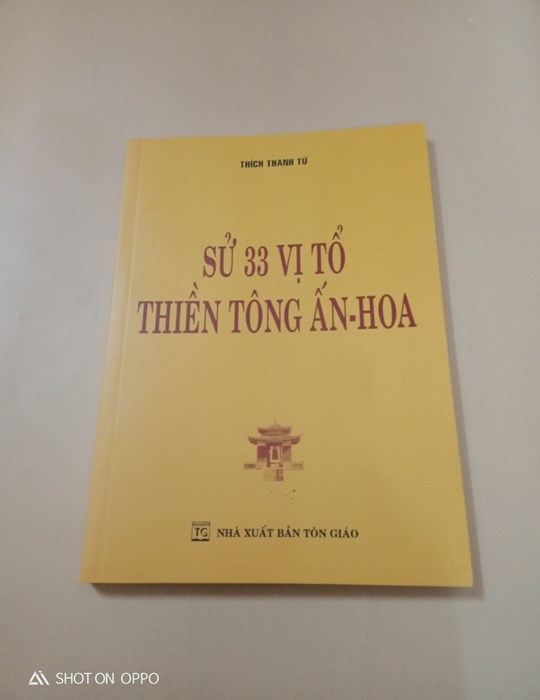 THÍCH THANH TỪ
SỬ 33 VỊ TỔ
THIỀN TÔNG ẤN-HOA
TG NHÀ XUẤT BẢN TÔN GIÁO
SHOT ON OPPO